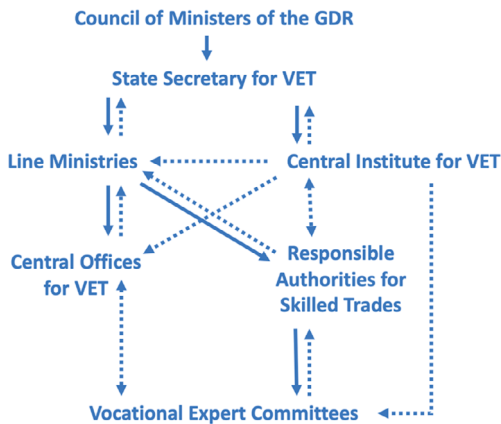 Council of Ministers of the GDR
State Secretary for VET
Line Ministries
Central Institute for VET
Central Offices
for VET
Responsible
Authorities for
Skilled Trades
Vocational Expert Committees